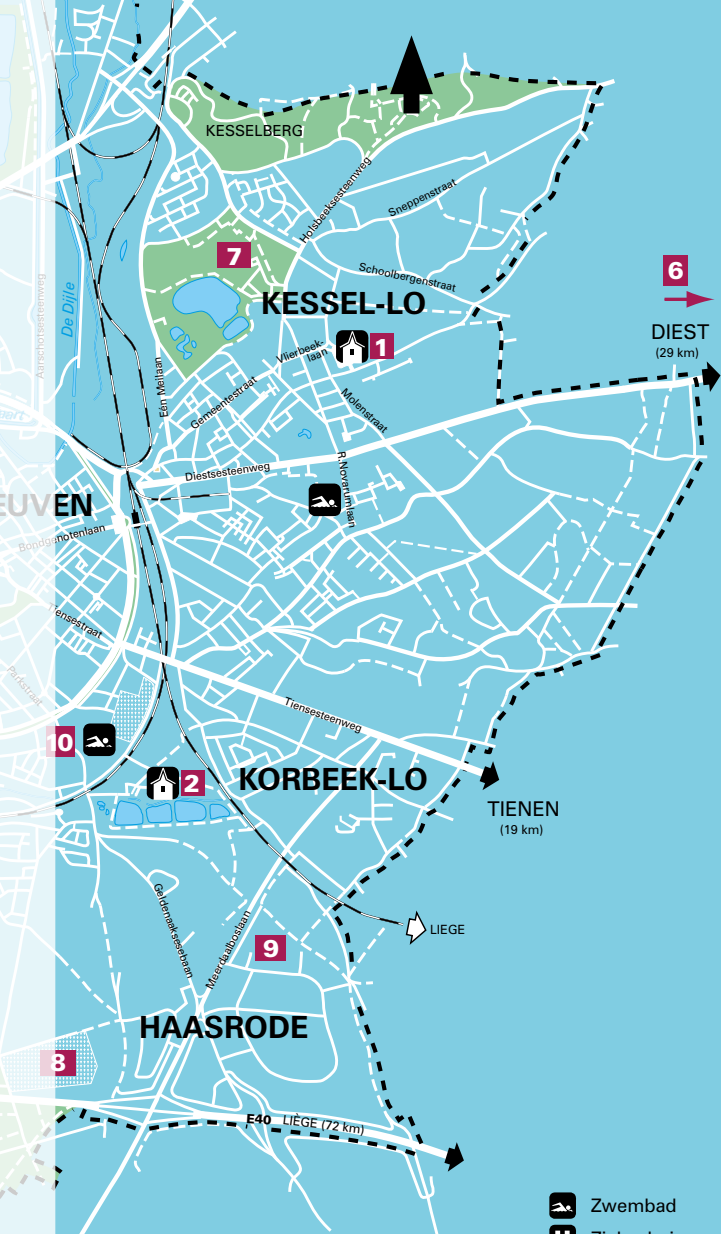 KESSELBERG
Holsbeeksesteenweg
Sneppenstraat
7
Schoolbergenstraat
6
De Dijle
Aarschotsesteenweg
KESSEL-LO
DIEST
(29 km)
1
Vlierbeek-
laan
Eén Meilaan
Gemeentestraat
Molenstraat
Diestsesteenweg
R.Novarumlaan
EUVEN
Bondgenotenlaan
Tiensestraat
Parkstraat
Tiensesteenweg
10
2
KORBEEK-LO
TIENEN
(19 km)
Geldenaaksebaan
Meerdaalboslaan
LIEGE
9
HAASRODE
8
E40 LIÈGE (72 km)
Zwembad